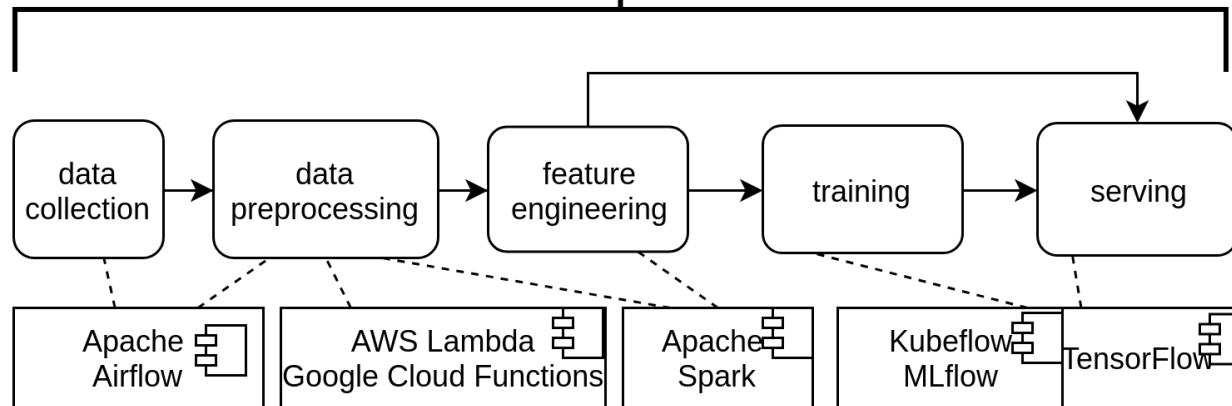 data
collection
data
preprocessing
feature
engineering
training
serving
Apache
Airflow
AWS Lambda
Google Cloud Functions
Apache
Spark
Kubeflow
MLflow
TensorFlow